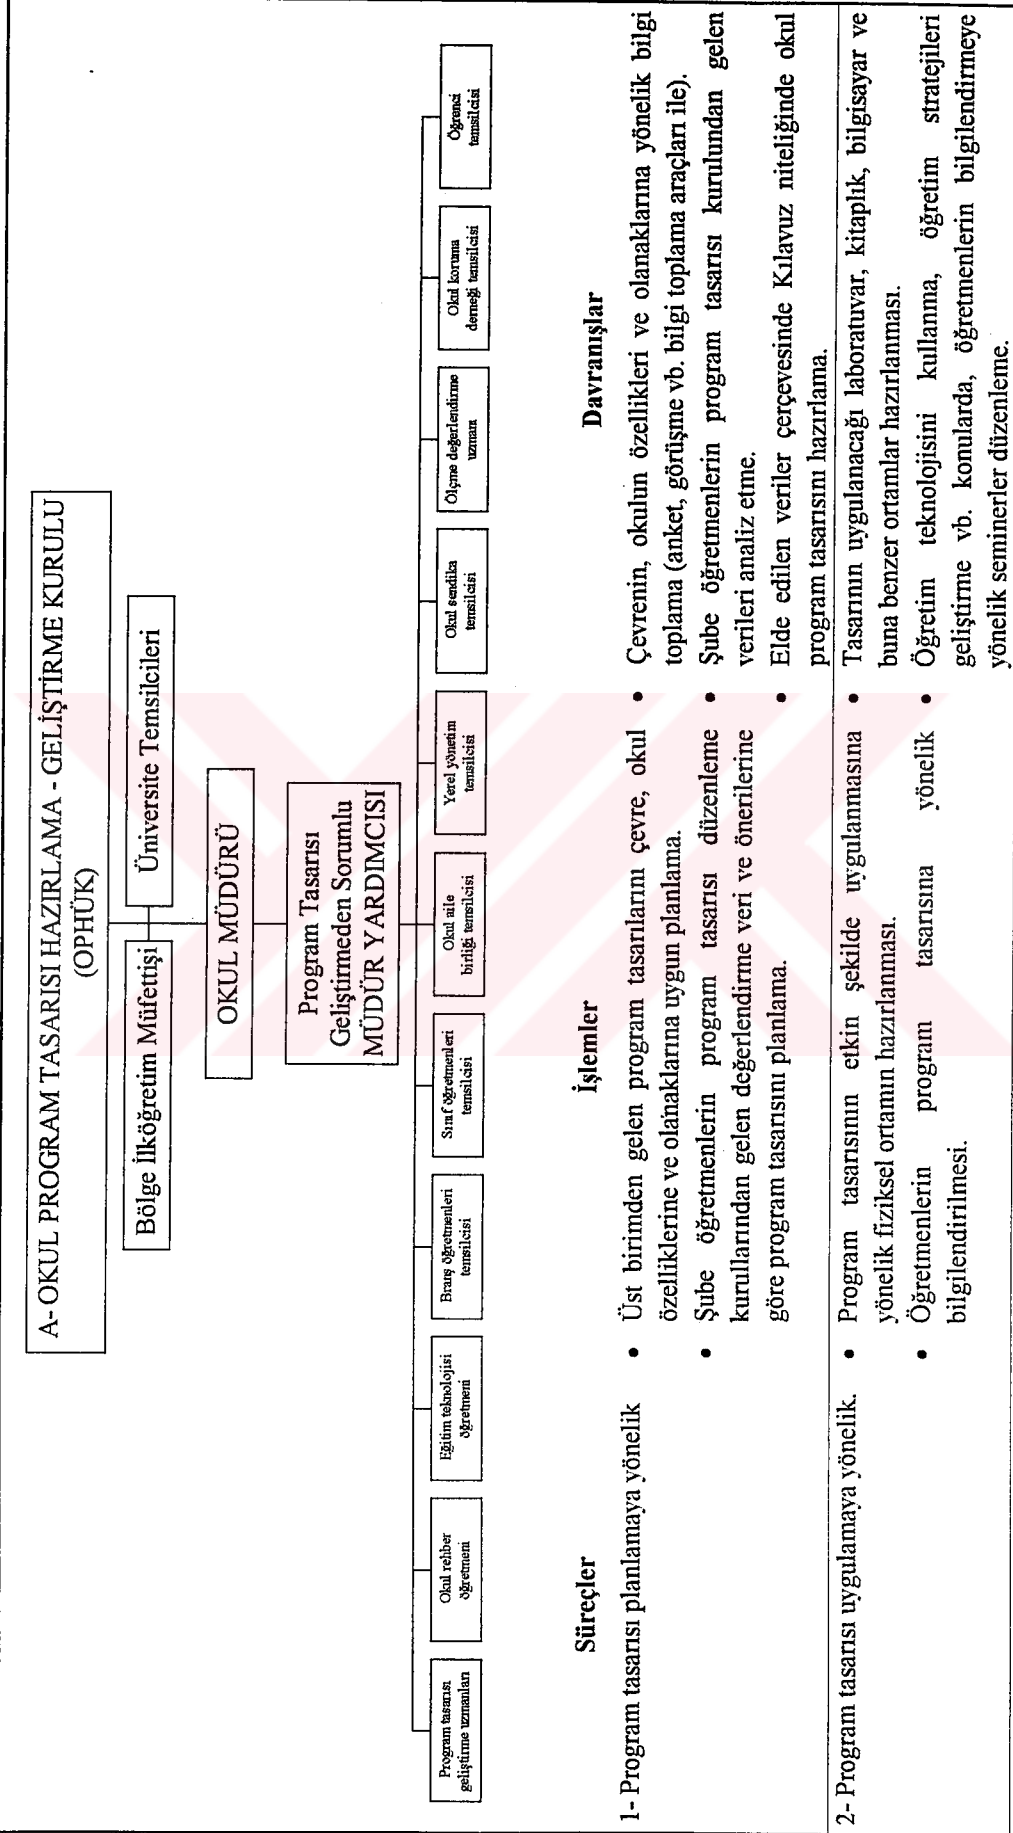 A- OKUL PROGRAM TASARISI HAZIRLAMA - GELİŞTİRME KURULU
(OPHÜK)
Bölge İlköğretim Müfettişi
Üniversite Temsilcileri
OKUL MÜDÜRÜ
Program Tasarısı
Geliştirmeden Sorumlu
MÜDÜR YARDIMCISI
Program tasarısı
geliştirme uzmanları
Okul rehber
öğretmeni
Eğitim teknolojisi
öğretmeni
Branş öğretmenleri
temsilcisi
Sınıf öğretmenleri
temsilcisi
Okul aile
birliği temsilcisi
Yerel yönetim
temsilcisi
Okul sendika
temsilcisi
Ölçme değerlendirme
uzmanı
Okul koruma
derneği temsilcisi
Öğrenci
temsilcisi
Süreçler
İşlemler
Davranışlar
1- Program tasarısı planlamaya yönelik
• Üst birimden gelen program tasarılarını çevre, okul
özelliklerine ve olanaklarına uygun planlama.
• Şube öğretmenlerin program tasarısı düzenleme
kurullarından gelen değerlendirme veri ve önerilerine
göre program tasarısını planlama.
• Çevrenin, okulun özellikleri ve olanaklarına yönelik bilgi
toplama (anket, görüşme vb. bilgi toplama araçları ile).
• Şube öğretmenlerin program tasarısı kurulundan gelen
verileri analiz etme.
• Elde edilen veriler çerçevesinde Kılavuz niteliğinde okul
program tasarısını hazırlama.
2- Program tasarısı uygulamaya yönelik.
• Program tasarısının etkin şekilde uygulanmasına
yönelik fiziksel ortamın hazırlanması.
• Öğretmenlerin program tasarısına yönelik
bilgilendirilmesi.
• Tasarının uygulanacağı laboratuvar, kitaplık, bilgisayar ve
buna benzer ortamlar hazırlanması.
• Öğretim teknolojisini kullanma, öğretim stratejileri
geliştirme vb. konularda, öğretmenlerin bilgilendirmeye
yönelik seminerler düzenleme.